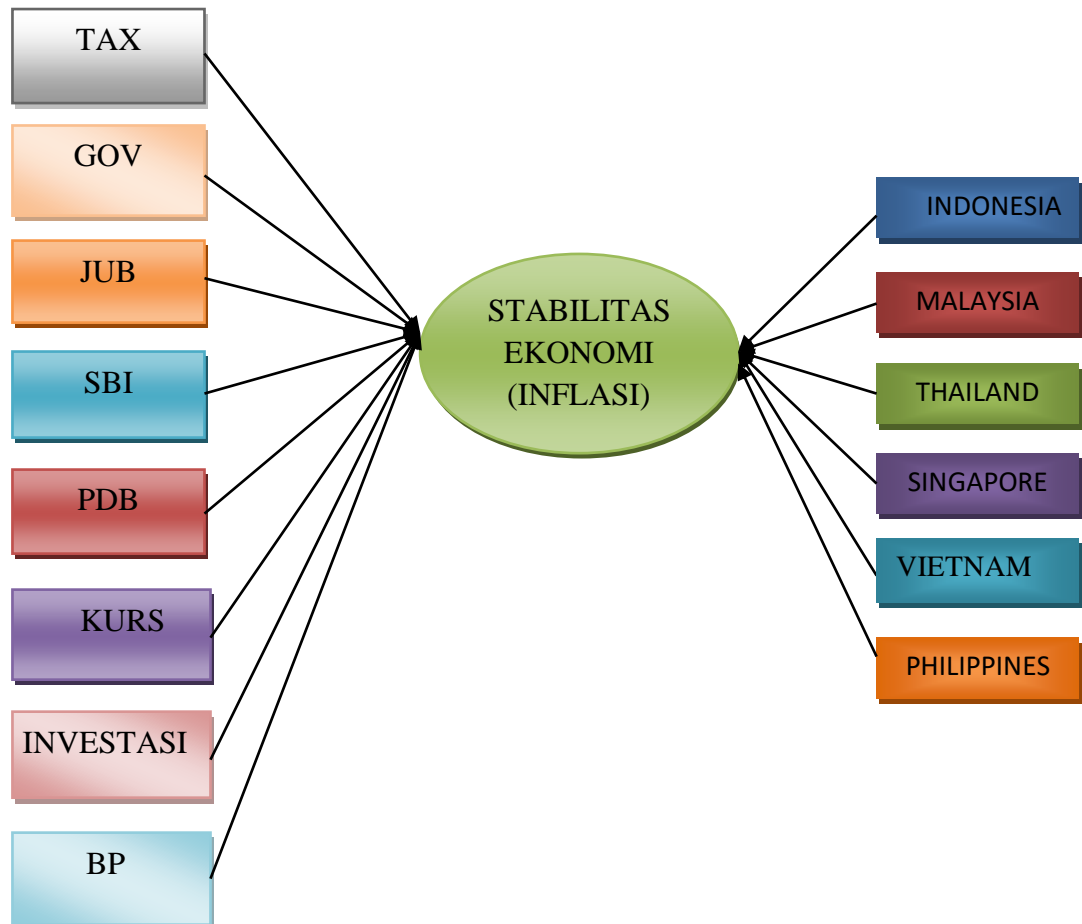 TAX
GOV
JUB
SBI
PDB
KURS
INVESTASI
BP
STABILITAS
EKONOMI
(INFLASI)
INDONESIA
MALAYSIA
THAILAND
SINGAPORE
VIETNAM
PHILIPPINES